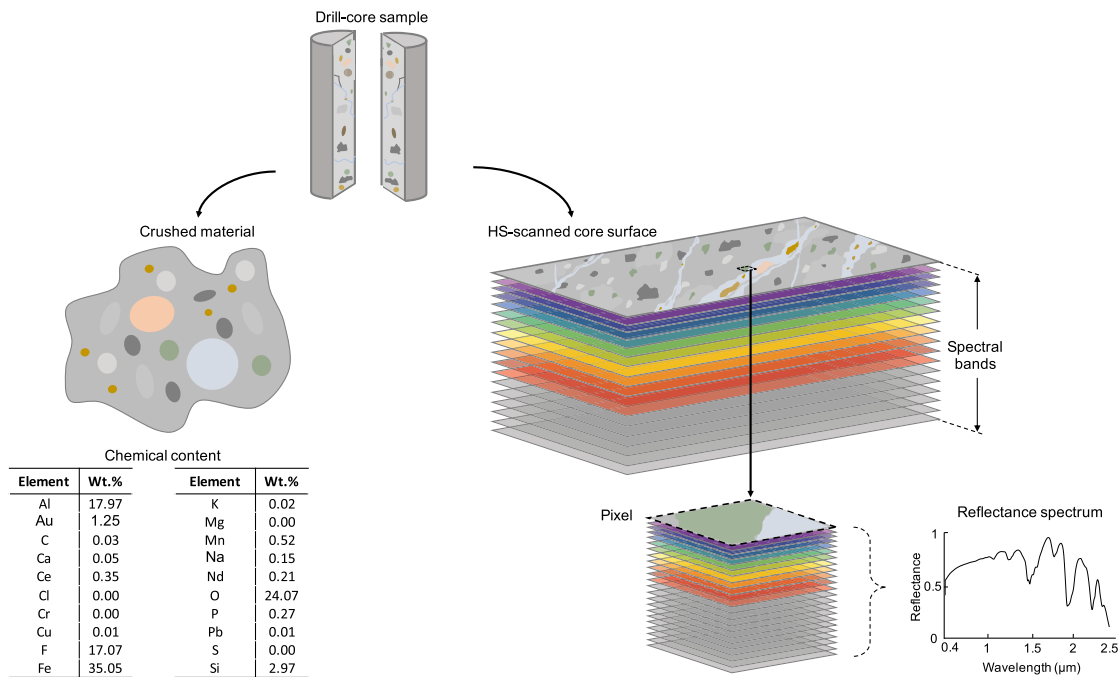 Drill-core sample
Crushed material
HS-scanned core surface
Spectral
bands
Chemical content
Element Wt.% Element Wt.%
Al 17.97 K 0.02
Au 1.25 Mg 0.00
C 0.03 Mn 0.52
Ca 0.05 Na 0.15
Ce 0.35 Nd 0.21
Cl 0.00 O 24.07
Cr 0.00 P 0.27
Cu 0.01 Pb 0.01
F 17.07 S 0.00
Fe 35.05 Si 2.97
Pixel
Reflectance spectrum
Reflectance
1
0.5
0
0.4 1 1.5 2 2.5
Wavelength (μm)